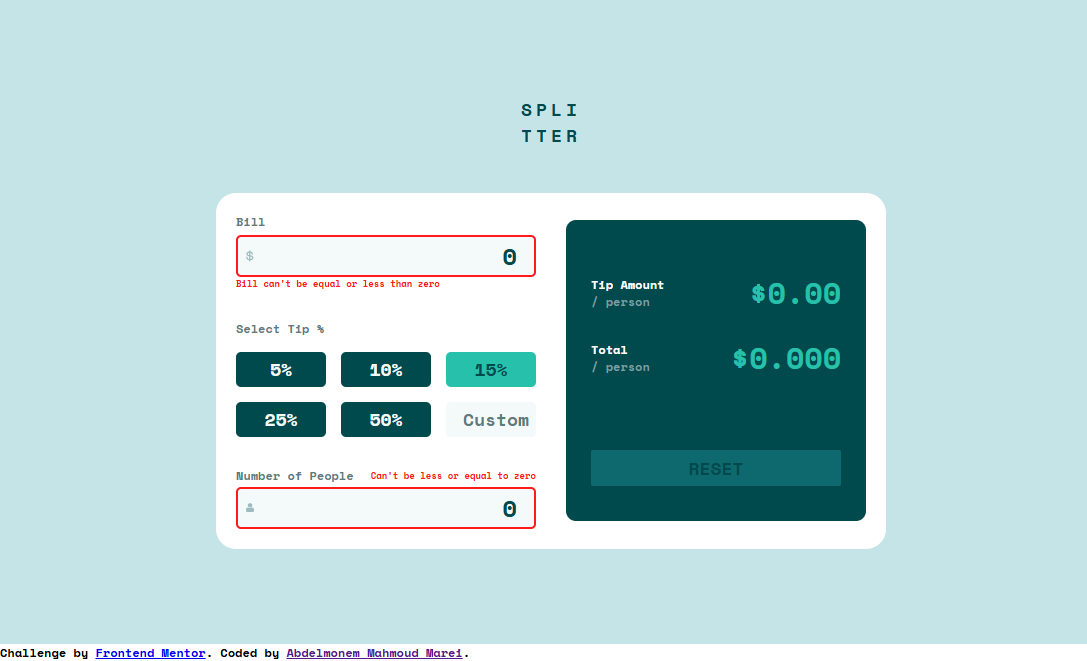 SPLI
TTER
Bill
$ 0
Bill can't be equal or less than zero
Select Tip %
5% 10% 15%
25% 50% Custom
Number of People Can't be less or equal to zero
0
Tip Amount
/ person
$0.00
Total
/ person
$0.000
RESET
Challenge by Frontend Mentor. Coded by Abdelmonem Mahmoud Marei.